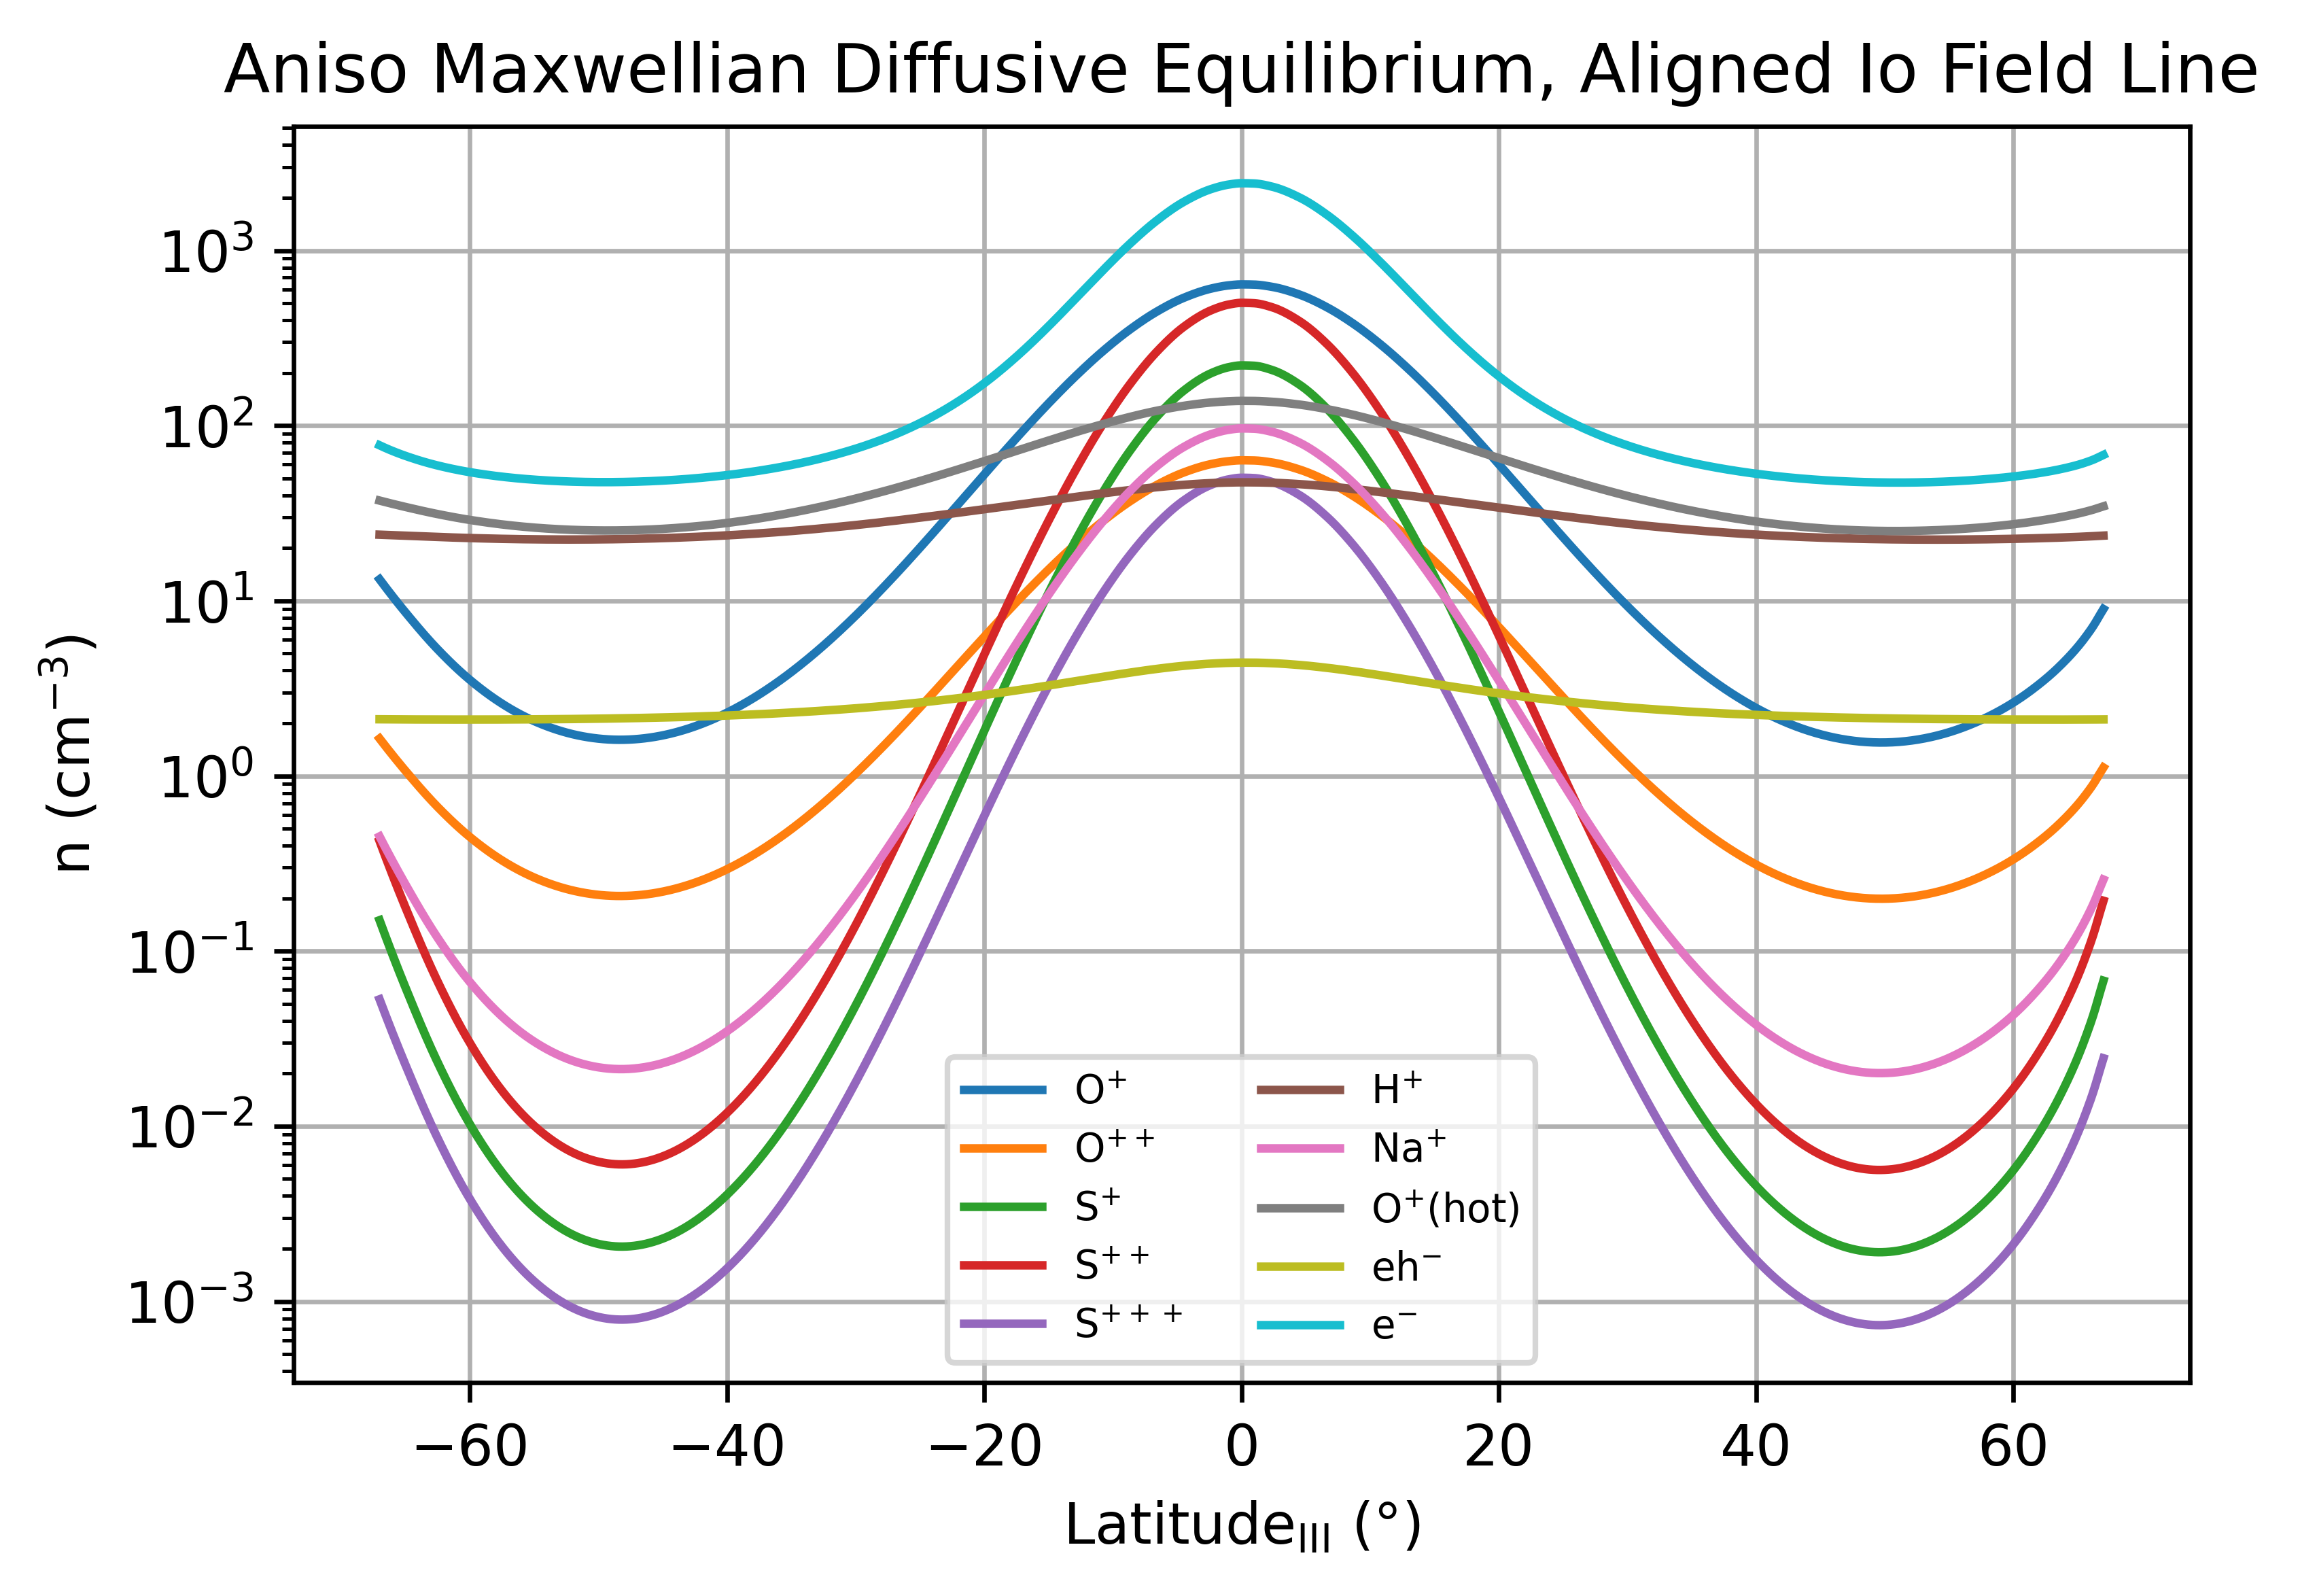 Aniso Maxwellian Diffusive Equilibrium, Aligned Io Field Line
n (cm⁻³)
10³
10²
10¹
10⁰
10⁻¹
10⁻²
10⁻³
O⁺
O⁺⁺
S⁺
S⁺⁺
S⁺⁺⁺
H⁺
Na⁺
O⁺(hot)
eh⁻
e⁻
−60 −40 −20 0 20 40 60
Latitude_III (°)